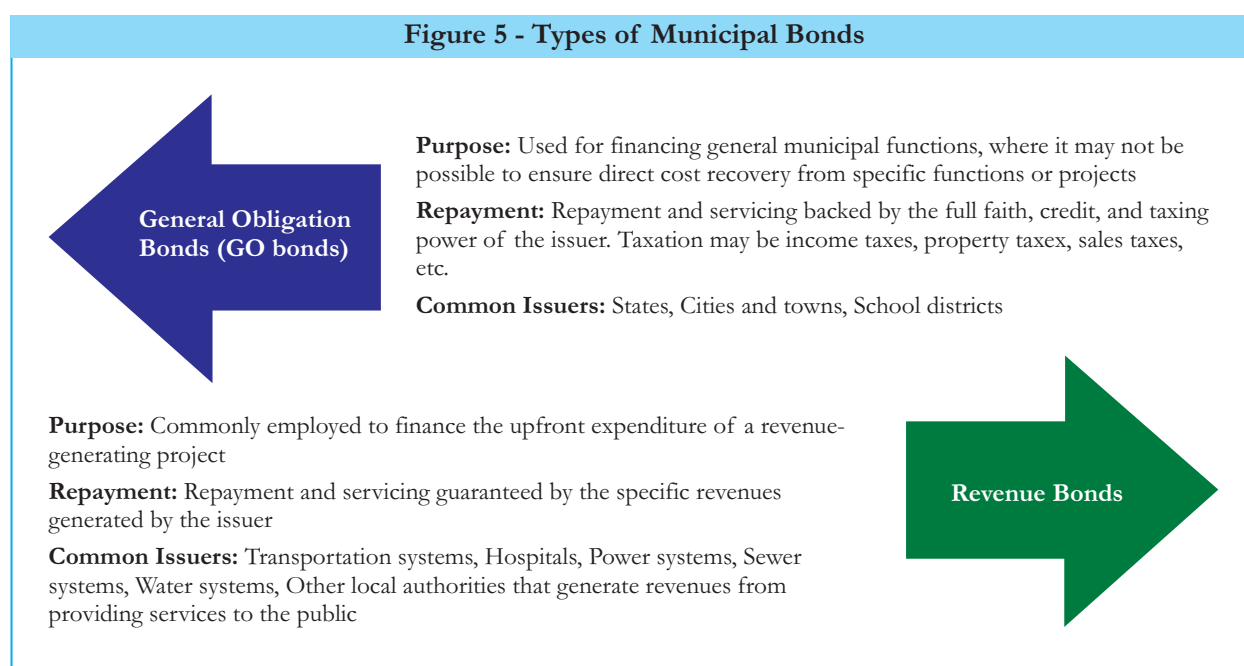 Figure 5 - Types of Municipal Bonds
General Obligation
Bonds (GO bonds)
Purpose: Used for financing general municipal functions, where it may not be
possible to ensure direct cost recovery from specific functions or projects
Repayment: Repayment and servicing backed by the full faith, credit, and taxing
power of the issuer. Taxation may be income taxes, property taxex, sales taxes,
etc.
Common Issuers: States, Cities and towns, School districts
Purpose: Commonly employed to finance the upfront expenditure of a revenue-
generating project
Repayment: Repayment and servicing guaranteed by the specific revenues
generated by the issuer
Common Issuers: Transportation systems, Hospitals, Power systems, Sewer
systems, Water systems, Other local authorities that generate revenues from
providing services to the public
Revenue Bonds